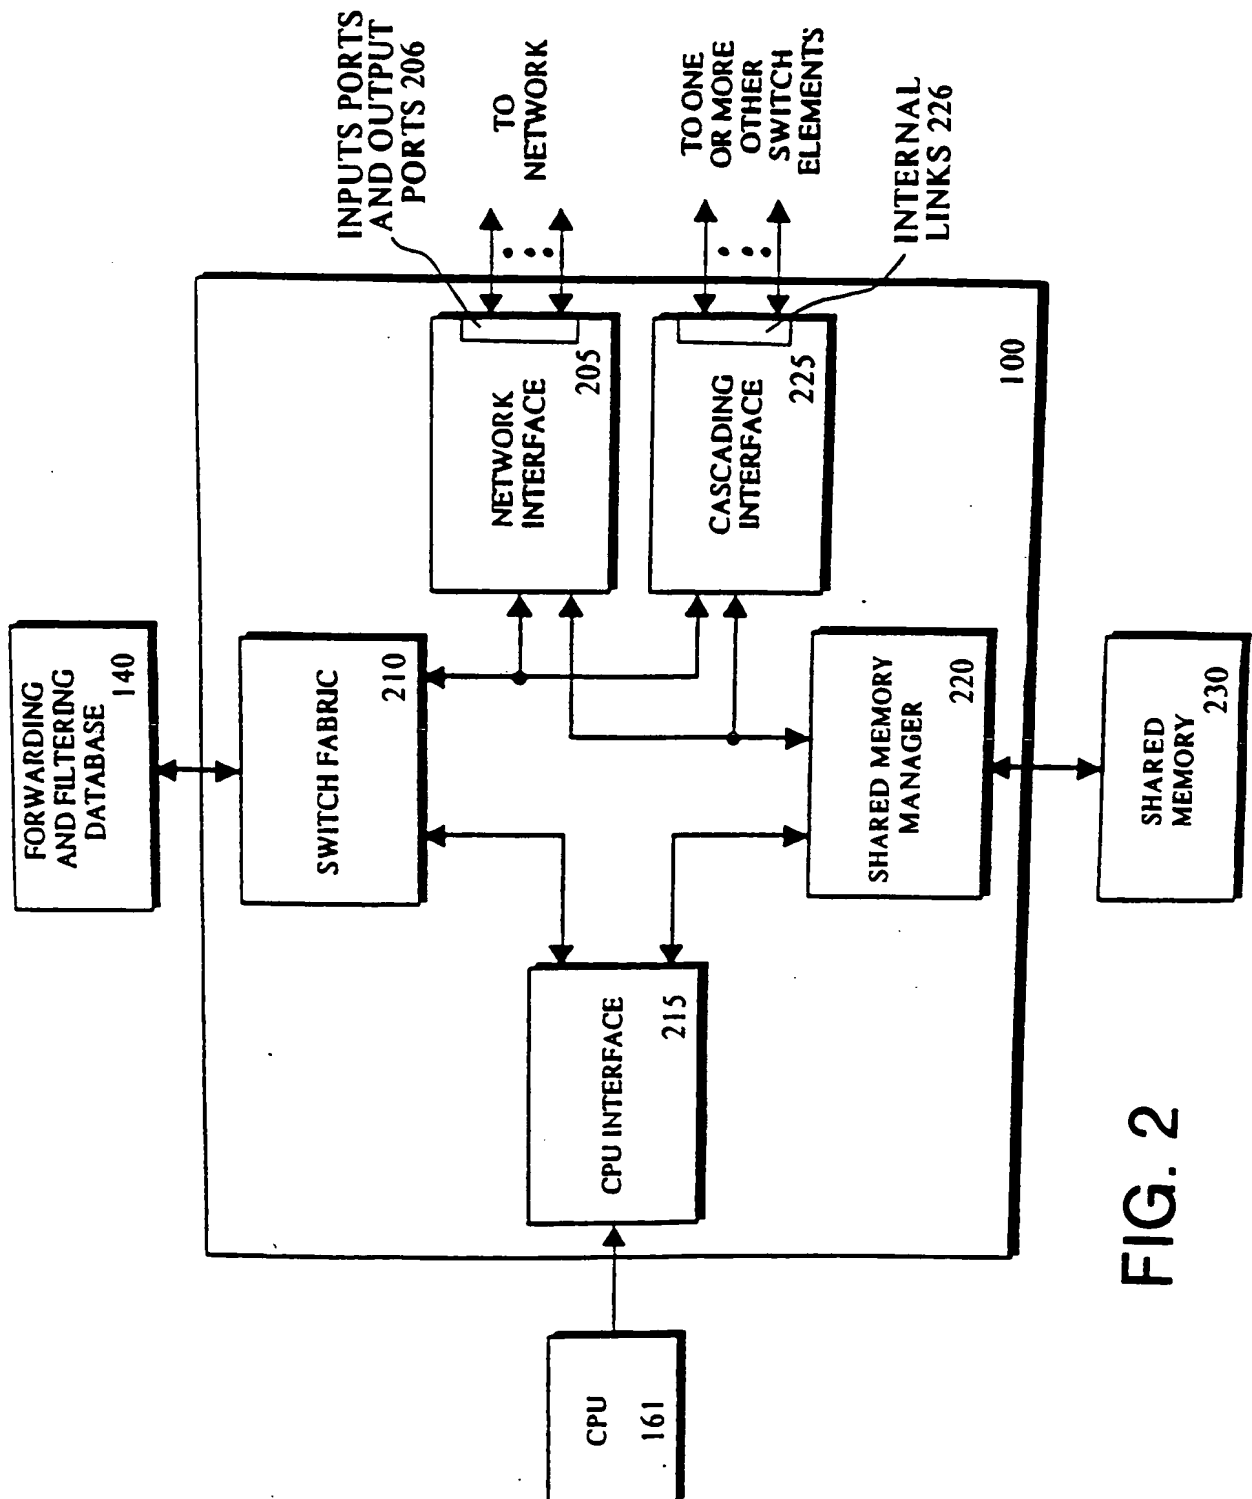 FORWARDING
AND FILTERING
DATABASE
140
SWITCH FABRIC
210
INPUTS PORTS
AND OUTPUT
PORTS 206
TO
NETWORK
NETWORK
INTERFACE
205
TO ONE
OR MORE
OTHER
SWITCH
ELEMENTS
CASCADING
INTERFACE
225
INTERNAL
LINKS 226
100
CPU
161
CPU INTERFACE
215
SHARED MEMORY
MANAGER
220
SHARED
MEMORY
230
FIG. 2